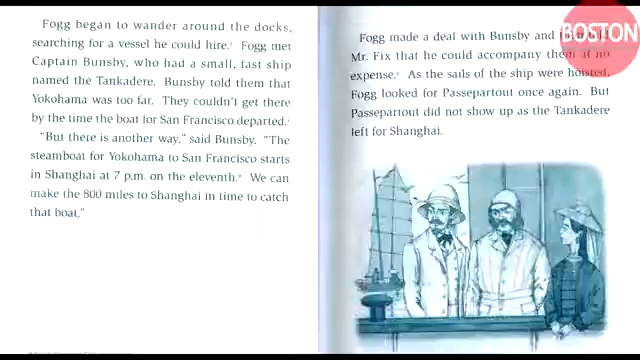 Fogg began to wander around the docks,
searching for a vessel he could hire. Fogg met
Captain Bunsby, who had a small, fast ship
named the Tankadere. Bunsby told them that
Yokohama was too far. They couldn't get there
by the time the boat for San Francisco departed.
"But there is another way," said Bunsby. "The
steamboat for Yokohama to San Francisco starts
in Shanghai at 7 p.m. on the eleventh. We can
make the 800 miles to Shanghai in time to catch
that boat."
Fogg made a deal with Bunsby and
Mr. Fix that he could accompany them at no
expense. As the sails of the ship were hoisted,
Fogg looked for Passepartout once again. But
Passepartout did not show up as the Tankadere
left for Shanghai.
BOSTON